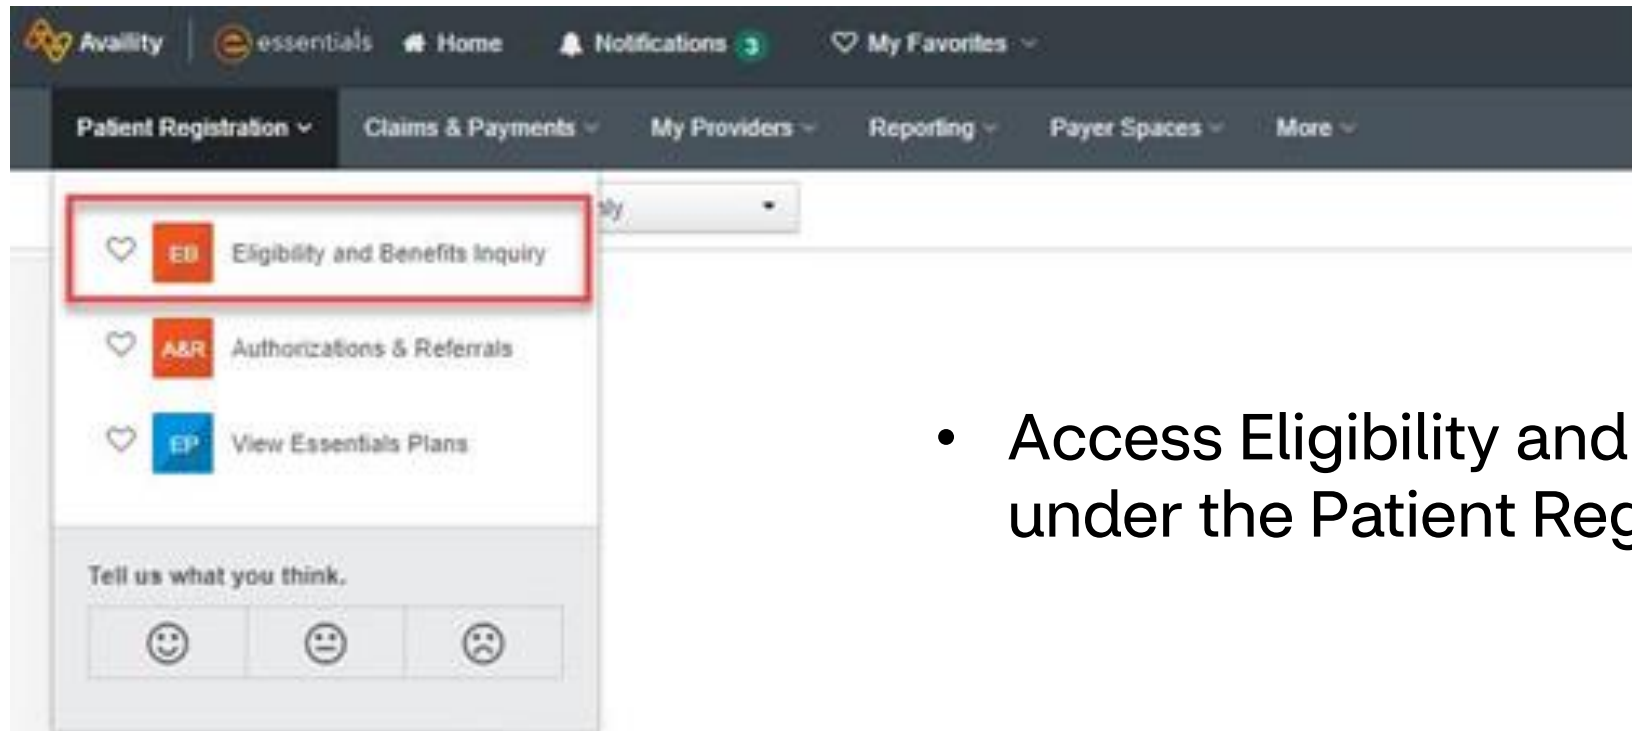 Availity essentials Home Notifications 3 My Favorites
Patient Registration Claims & Payments My Providers Reporting Payer Spaces More
EB Eligibility and Benefits Inquiry
A&R Authorizations & Referrals
EP View Essentials Plans
Tell us what you think.
• Access Eligibility and
under the Patient Reg